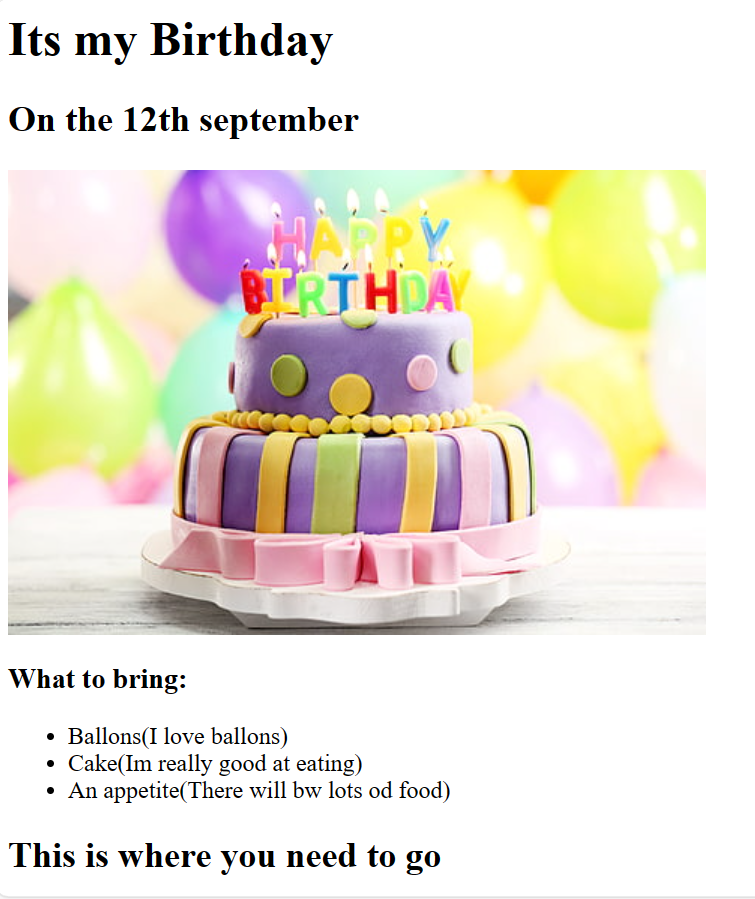 Its my Birthday
On the 12th september
HAPPY
BIRTHDAY
What to bring:
Ballons(I love ballons)
Cake(Im really good at eating)
An appetite(There will bw lots od food)
This is where you need to go